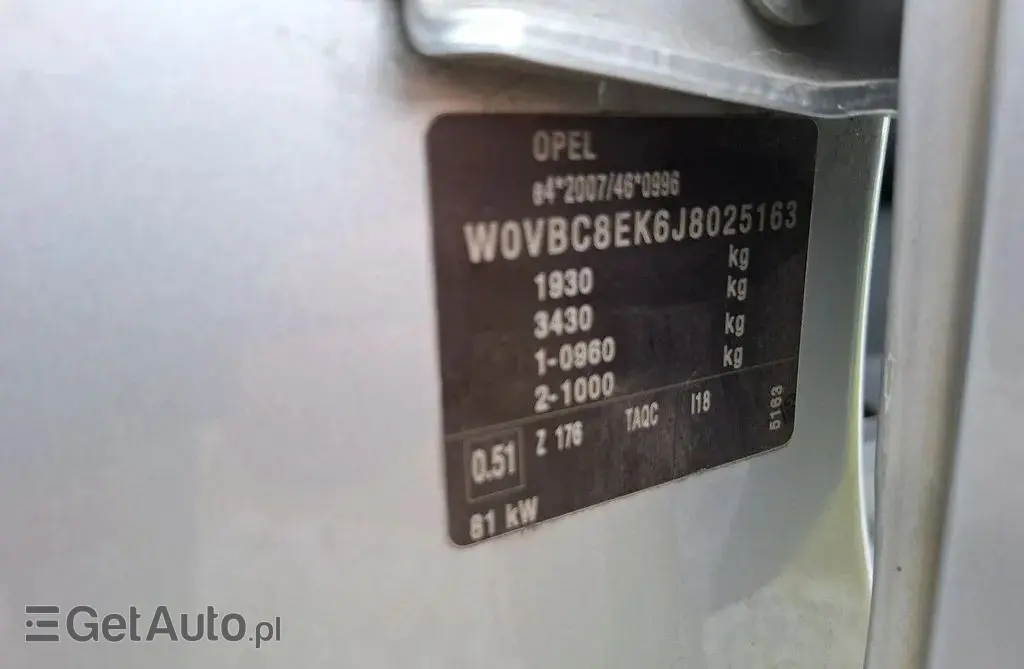 OPEL
e4*2007/46*0996
W0VBC8EK6J8025163
1930 kg
3430 kg
1-0960 kg
2-1000 kg
0.51 Z 176 TAQC I18 5163
81 kW
GetAuto.pl